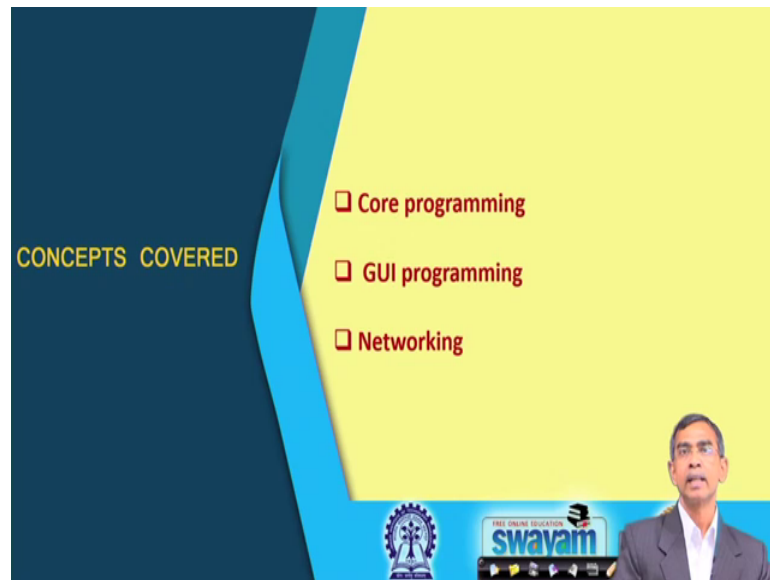 CONCEPTS COVERED
❑ Core programming
❑ GUI programming
❑ Networking
FREE ONLINE EDUCATION
swayam